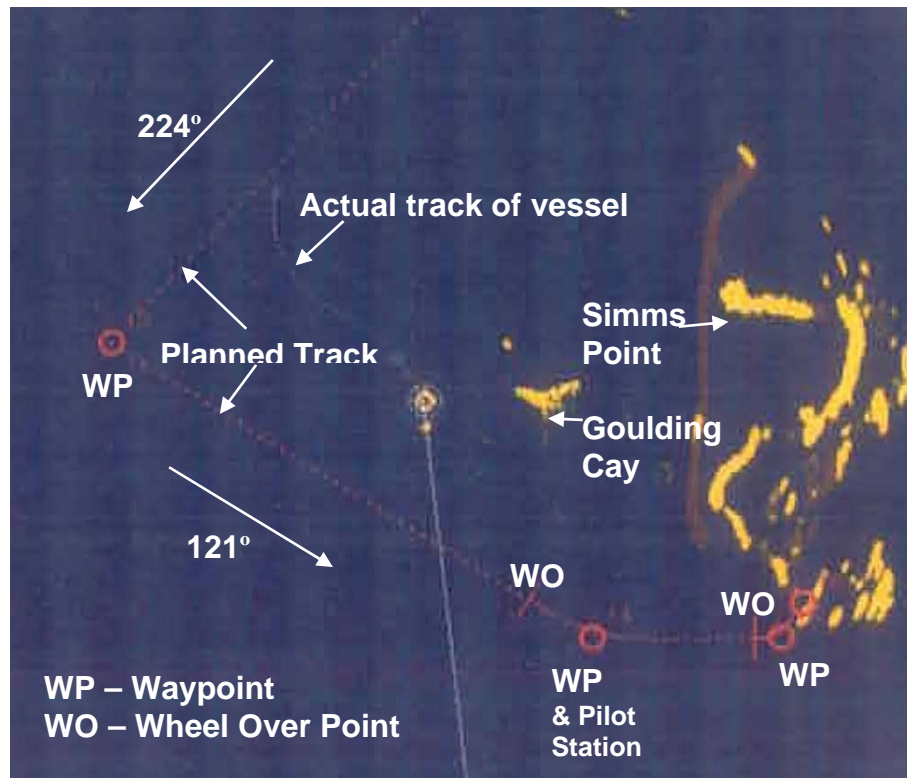 224º
Actual track of vessel
Simms
Point
Planned Track
WP
Goulding
Cay
121º
WO
WO
WP
& Pilot
Station
WP
WP – Waypoint
WO – Wheel Over Point